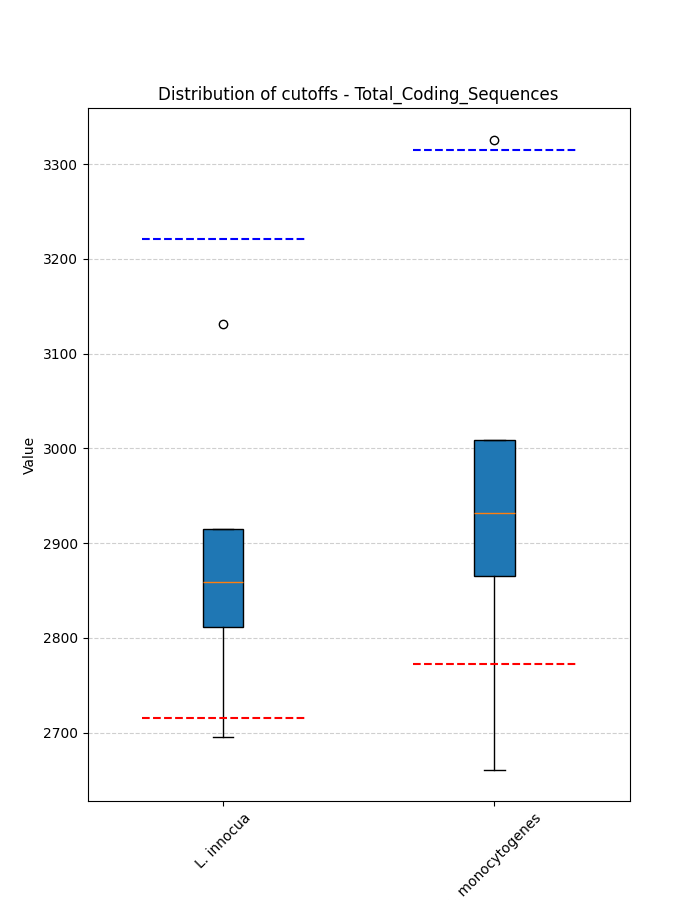 Distribution of cutoffs - Total_Coding_Sequences
Value
3300
3200
3100
3000
2900
2800
2700
L. innocua
monocytogenes